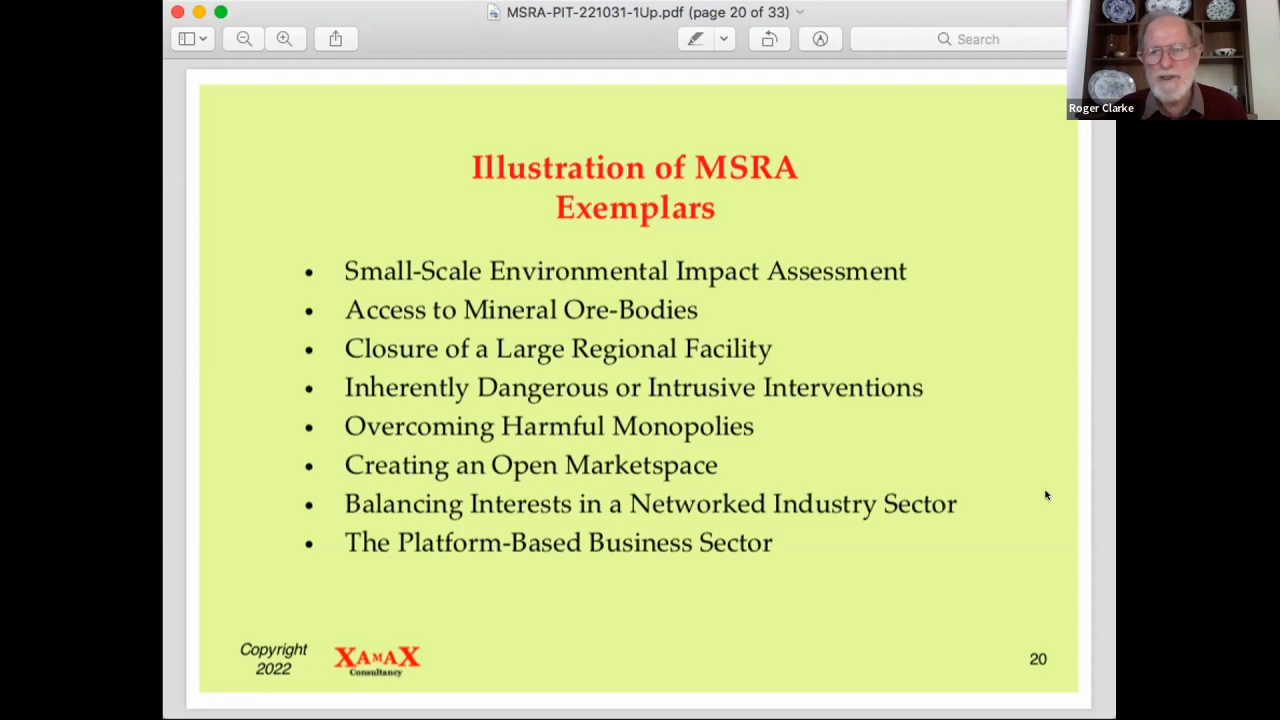 MSRA-PIT-221031-1Up.pdf (page 20 of 33)
Search
Roger Clarke
Illustration of MSRA
Exemplars
• Small-Scale Environmental Impact Assessment
• Access to Mineral Ore-Bodies
• Closure of a Large Regional Facility
• Inherently Dangerous or Intrusive Interventions
• Overcoming Harmful Monopolies
• Creating an Open Marketspace
• Balancing Interests in a Networked Industry Sector
• The Platform-Based Business Sector
Copyright
2022
XAMAX
Consultancy
20